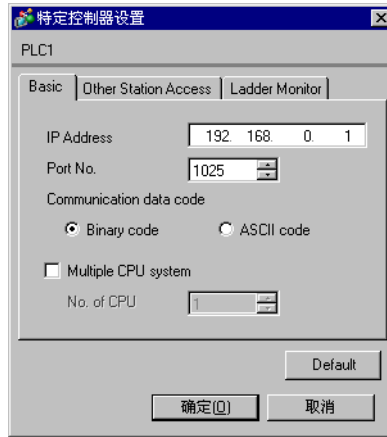 特定控制器设置
PLC1
Basic Other Station Access Ladder Monitor
IP Address 192. 168. 0. 1
Port No. 1025
Communication data code
Binary code ASCII code
Multiple CPU system
No. of CPU 1
Default
确定(O) 取消